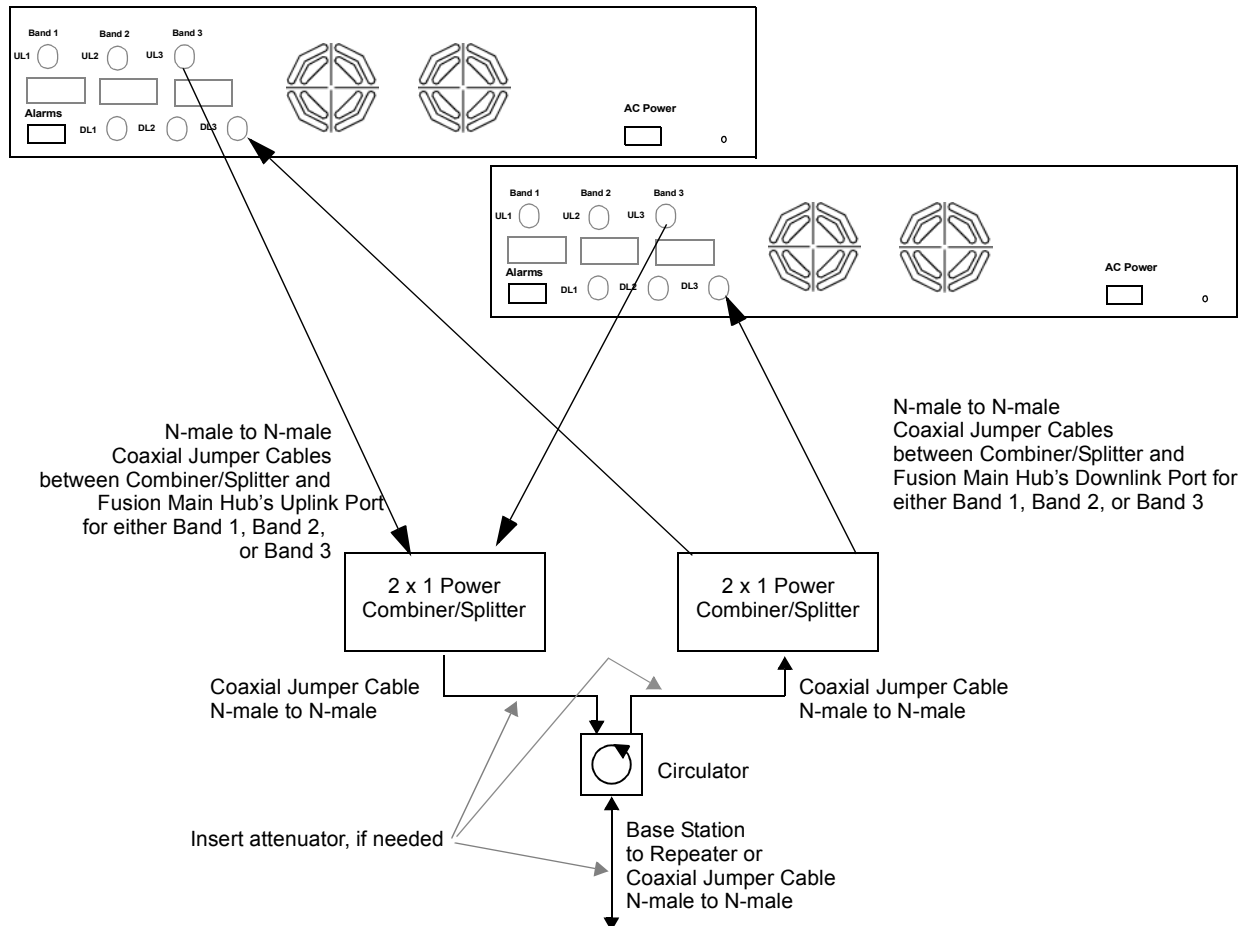 Band 1 Band 2 Band 3
UL1 UL2 UL3
Alarms
DL1 DL2 DL3
AC Power
o
Band 1 Band 2 Band 3
UL1 UL2 UL3
Alarms
DL1 DL2 DL3
AC Power
o
N-male to N-male
Coaxial Jumper Cables
between Combiner/Splitter and
Fusion Main Hub's Uplink Port
for either Band 1, Band 2,
or Band 3
N-male to N-male
Coaxial Jumper Cables
between Combiner/Splitter and
Fusion Main Hub's Downlink Port for
either Band 1, Band 2, or Band 3
2 x 1 Power
Combiner/Splitter
2 x 1 Power
Combiner/Splitter
Coaxial Jumper Cable
N-male to N-male
Coaxial Jumper Cable
N-male to N-male
Circulator
Insert attenuator, if needed
Base Station
to Repeater or
Coaxial Jumper Cable
N-male to N-male